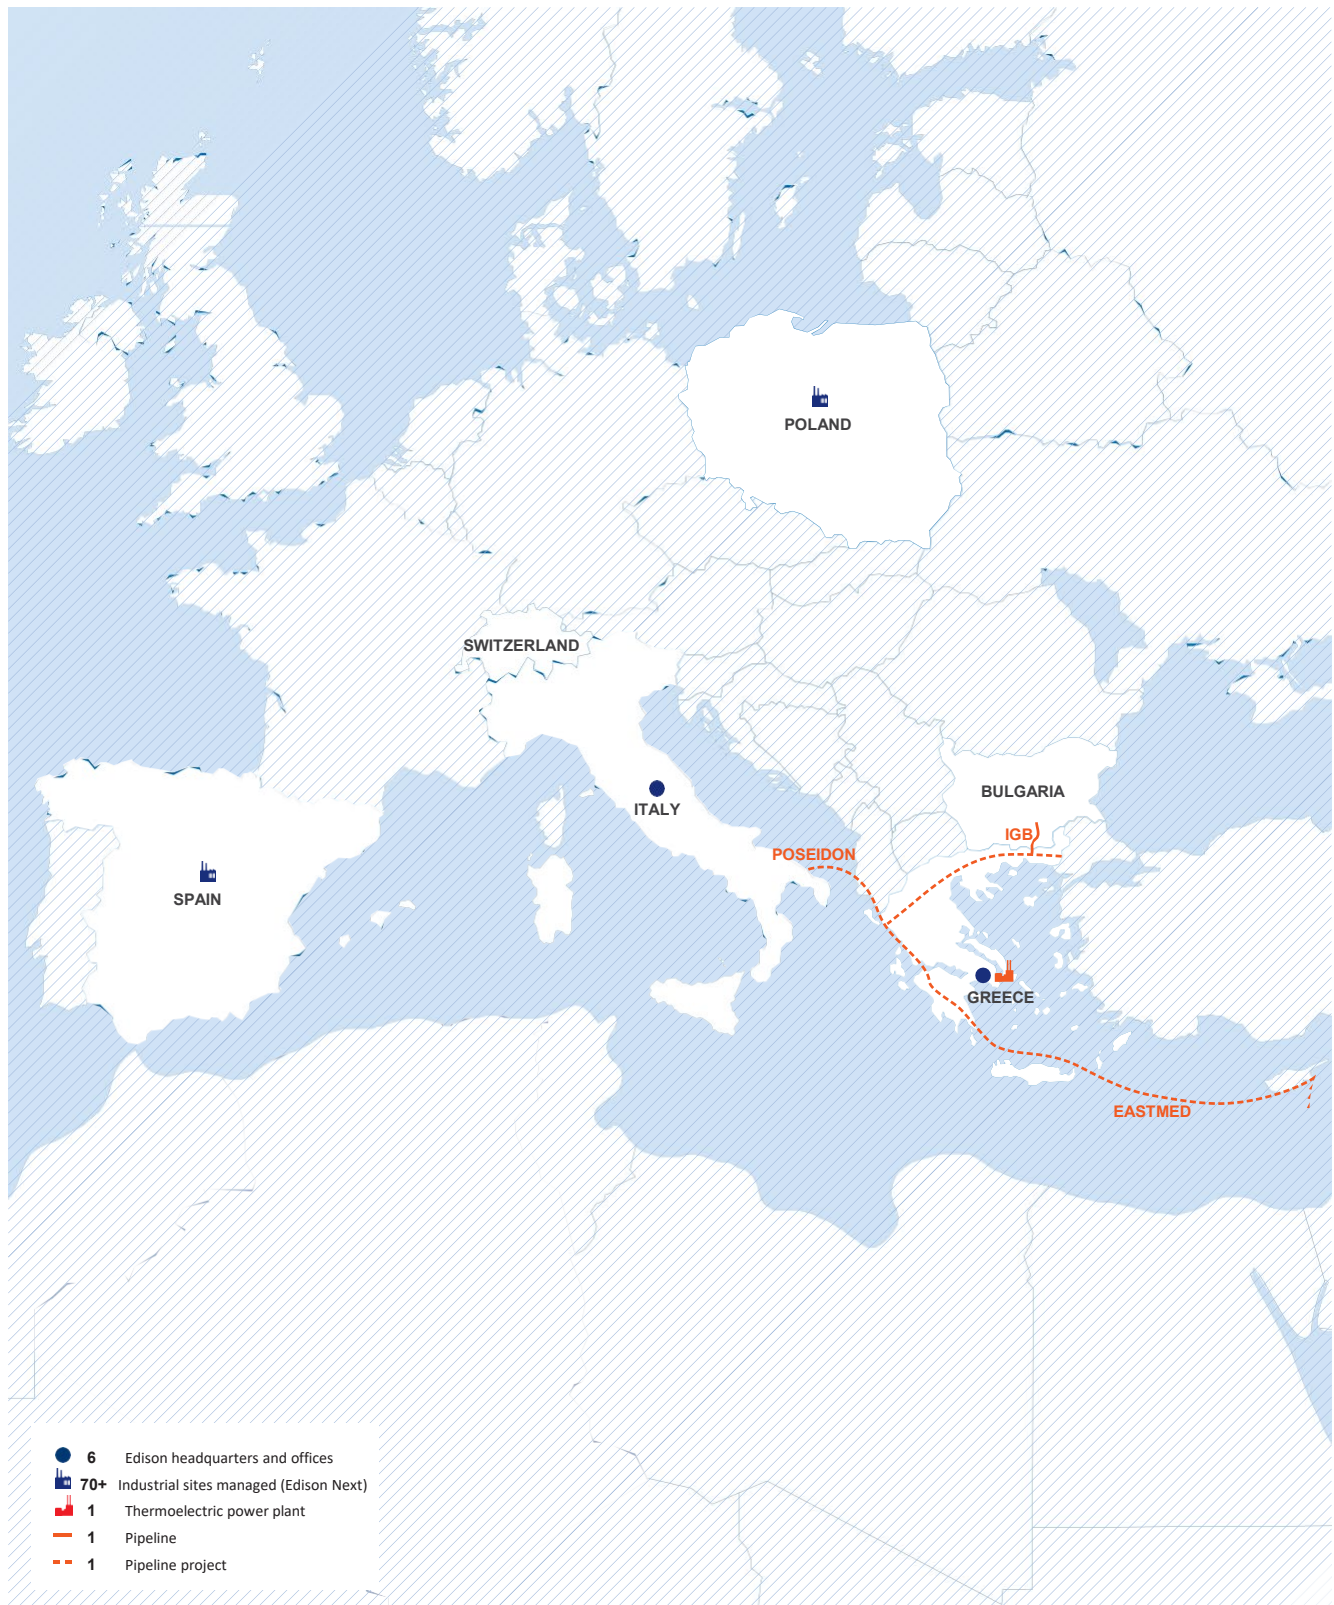 POLAND
SWITZERLAND
ITALY
BULGARIA
IGB
POSEIDON
SPAIN
GREECE
EASTMED
6 Edison headquarters and offices
70+ Industrial sites managed (Edison Next)
1 Thermoelectric power plant
1 Pipeline
1 Pipeline project